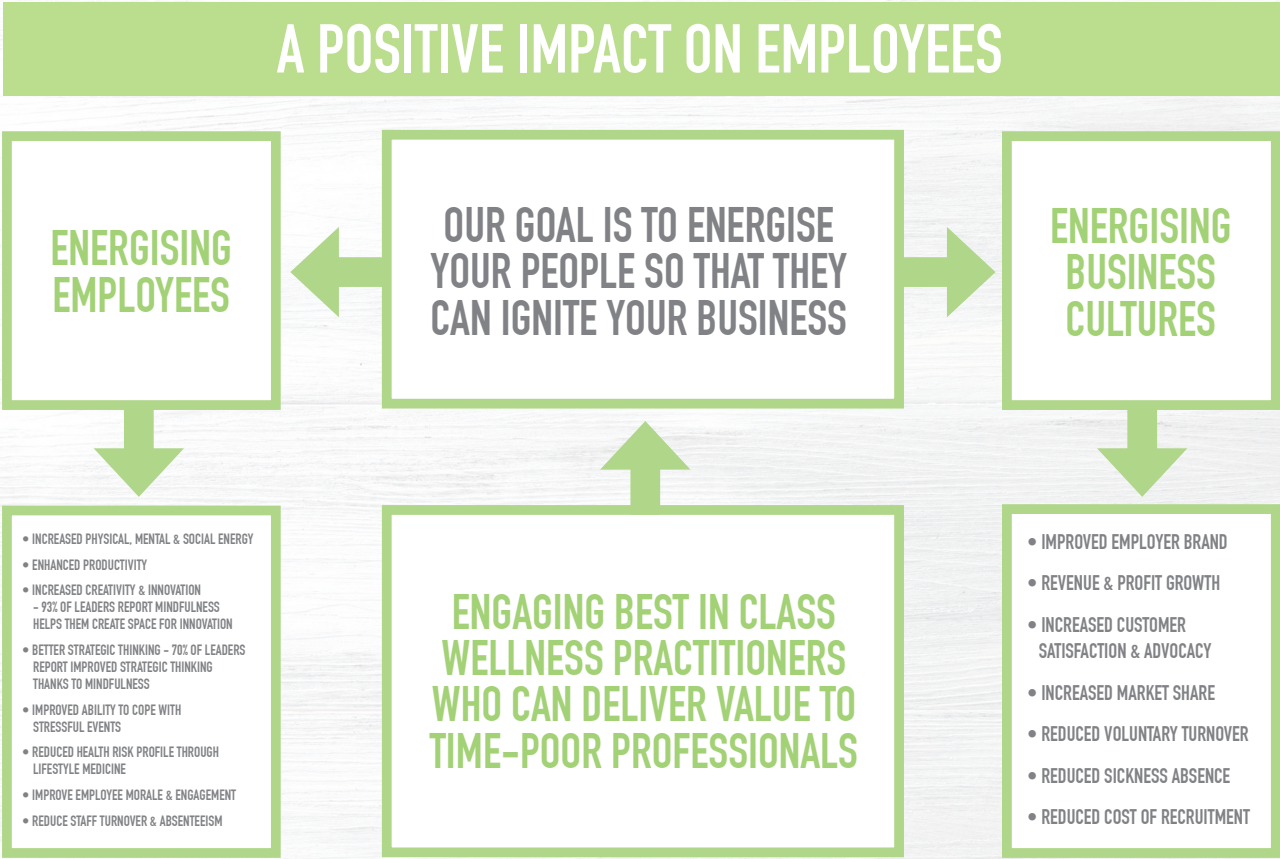 A POSITIVE IMPACT ON EMPLOYEES
ENERGISING
EMPLOYEES
OUR GOAL IS TO ENERGISE
YOUR PEOPLE SO THAT THEY
CAN IGNITE YOUR BUSINESS
ENERGISING
BUSINESS
CULTURES
• INCREASED PHYSICAL, MENTAL & SOCIAL ENERGY
• ENHANCED PRODUCTIVITY
• INCREASED CREATIVITY & INNOVATION
– 93% OF LEADERS REPORT MINDFULNESS
HELPS THEM CREATE SPACE FOR INNOVATION
• BETTER STRATEGIC THINKING – 70% OF LEADERS
REPORT IMPROVED STRATEGIC THINKING
THANKS TO MINDFULNESS
• IMPROVED ABILITY TO COPE WITH
STRESSFUL EVENTS
• REDUCED HEALTH RISK PROFILE THROUGH
LIFESTYLE MEDICINE
• IMPROVE EMPLOYEE MORALE & ENGAGEMENT
• REDUCE STAFF TURNOVER & ABSENTEEISM
ENGAGING BEST IN CLASS
WELLNESS PRACTITIONERS
WHO CAN DELIVER VALUE TO
TIME-POOR PROFESSIONALS
• IMPROVED EMPLOYER BRAND
• REVENUE & PROFIT GROWTH
• INCREASED CUSTOMER
SATISFACTION & ADVOCACY
• INCREASED MARKET SHARE
• REDUCED VOLUNTARY TURNOVER
• REDUCED SICKNESS ABSENCE
• REDUCED COST OF RECRUITMENT